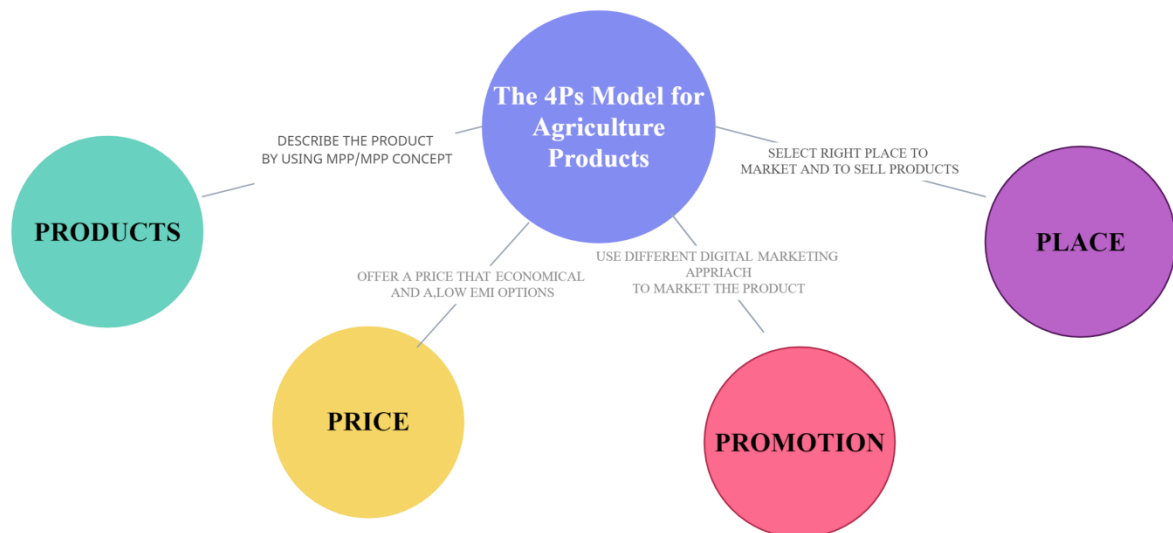 The 4Ps Model for
Agriculture
Products
DESCRIBE THE PRODUCT
BY USING MPP/MPP CONCEPT
PRODUCTS
OFFER A PRICE THAT ECONOMICAL
AND A,LOW EMI OPTIONS
PRICE
USE DIFFERENT DIGITAL MARKETING
APPRIACH
TO MARKET THE PRODUCT
PROMOTION
SELECT RIGHT PLACE TO
MARKET AND TO SELL PRODUCTS
PLACE